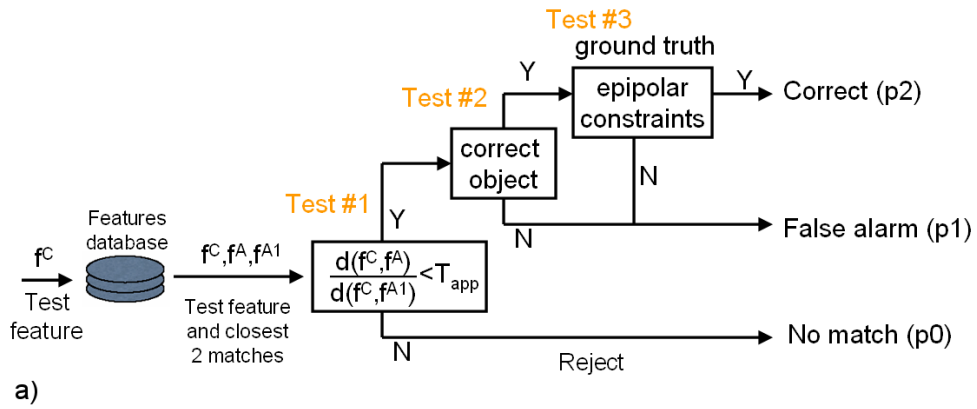 Test #3
ground truth
epipolar
constraints
Y
Y
Correct (p2)
Test #2
correct
object
N
N
False alarm (p1)
Test #1
Y
Features
database
f^C
Test
feature
f^C,f^A,f^A1
Test feature
and closest
2 matches
d(f^C,f^A)
d(f^C,f^A1)
<T_app
N
No match (p0)
Reject
a)